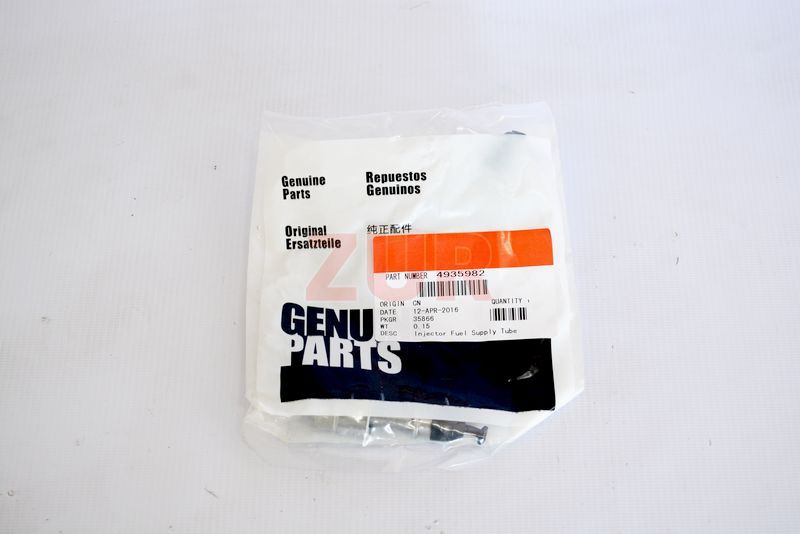 Genuine Parts
Repuestos Genuinos
Original Ersatzteile
纯正配件
ZUR
PART NUMBER 4935982
ORIGIN CN QUANTITY 1
DATE 12-APR-2016
PKGR 35866
WT 0.15
DESC Injector Fuel Supply Tube
GENU
PARTS